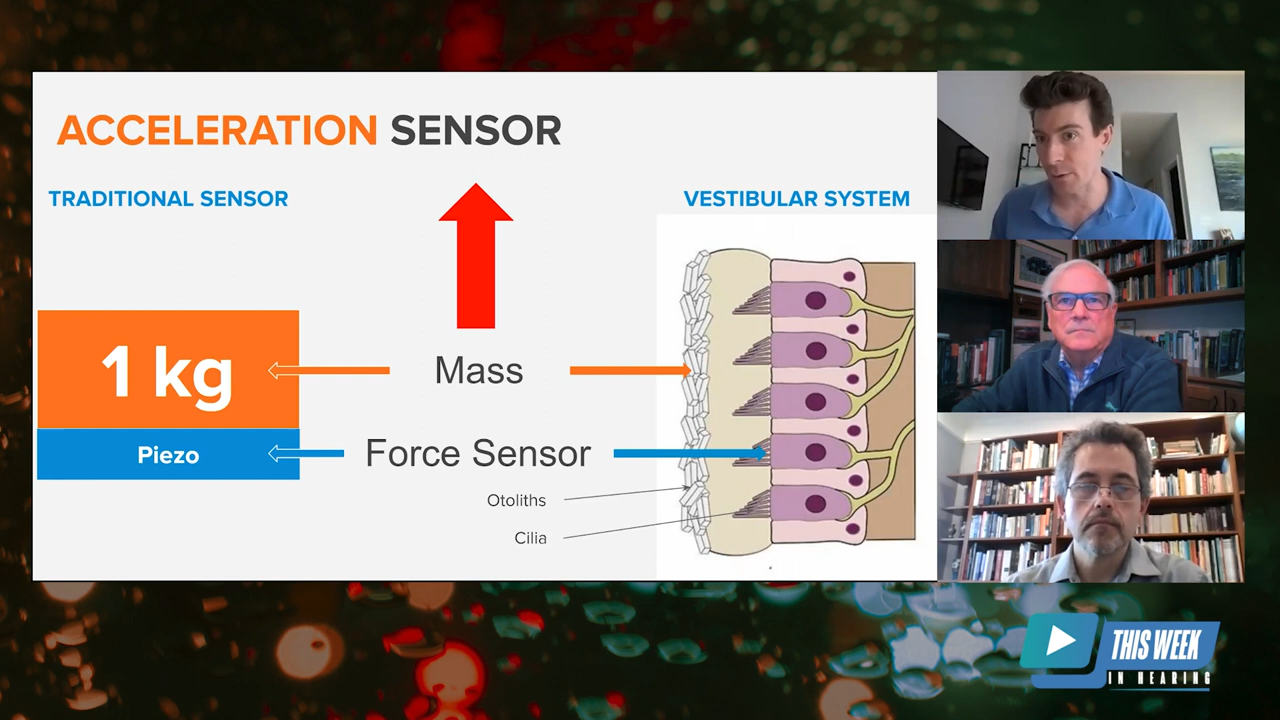 ACCELERATION SENSOR
TRADITIONAL SENSOR
VESTIBULAR SYSTEM
1 kg
Mass
Piezo
Force Sensor
Otoliths
Cilia
THIS WEEK
IN HEARING